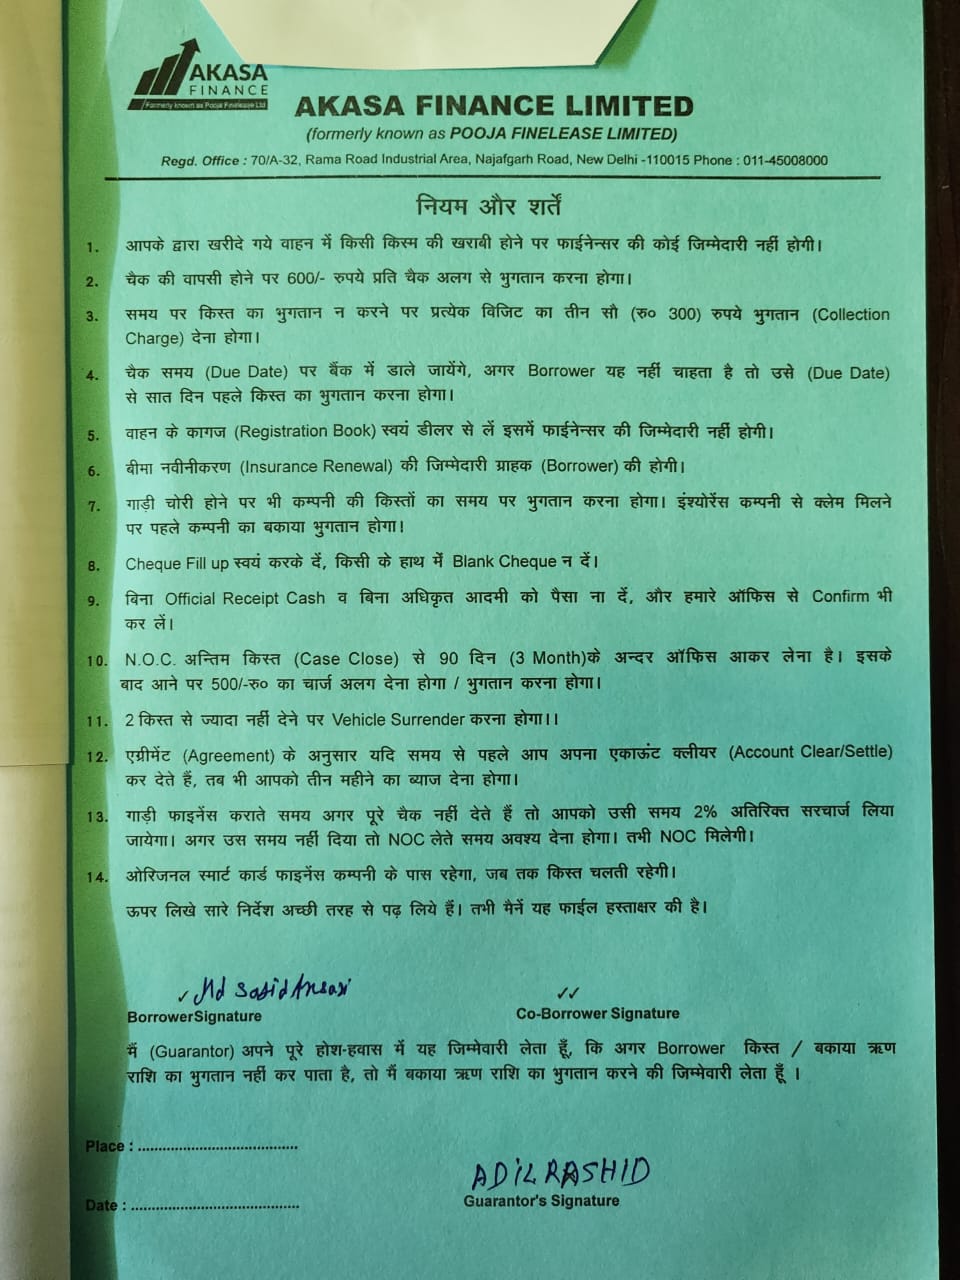 AKASA
FINANCE
Formerly known as Pooja Finelease Ltd
AKASA FINANCE LIMITED
(formerly known as POOJA FINELEASE LIMITED)
Regd. Office : 70/A-32, Rama Road Industrial Area, Najafgarh Road, New Delhi -110015 Phone : 011-45008000
नियम और शर्तें
1. आपके द्वारा खरीदे गये वाहन में किसी किस्म की खराबी होने पर फाईनेन्सर की कोई जिम्मेदारी नहीं होगी।
2. चैक की वापसी होने पर 600/- रुपये प्रति चैक अलग से भुगतान करना होगा।
3. समय पर किस्त का भुगतान न करने पर प्रत्येक विजिट का तीन सौ (रु० 300) रुपये भुगतान (Collection
Charge) देना होगा।
4. चैक समय (Due Date) पर बैंक में डाले जायेंगे, अगर Borrower यह नहीं चाहता है तो उसे (Due Date)
से सात दिन पहले किस्त का भुगतान करना होगा।
5. वाहन के कागज (Registration Book) स्वयं डीलर से लें इसमें फाईनेन्सर की जिम्मेदारी नहीं होगी।
6. बीमा नवीनीकरण (Insurance Renewal) की जिम्मेदारी ग्राहक (Borrower) की होगी।
7. गाड़ी चोरी होने पर भी कम्पनी की किस्तों का समय पर भुगतान करना होगा। इंश्योरेंस कम्पनी से क्लेम मिलने
पर पहले कम्पनी का बकाया भुगतान होगा।
8. Cheque Fill up स्वयं करके दें, किसी के हाथ में Blank Cheque न दें।
9. बिना Official Receipt Cash व बिना अधिकृत आदमी को पैसा ना दें, और हमारे ऑफिस से Confirm भी
कर लें।
10. N.O.C. अन्तिम किस्त (Case Close) से 90 दिन (3 Month)के अन्दर ऑफिस आकर लेना है। इसके
बाद आने पर 500/-रु० का चार्ज अलग देना होगा / भुगतान करना होगा।
11. 2 किस्त से ज्यादा नहीं देने पर Vehicle Surrender करना होगा।।
12. एग्रीमेंट (Agreement) के अनुसार यदि समय से पहले आप अपना एकाऊंट क्लीयर (Account Clear/Settle)
कर देते हैं, तब भी आपको तीन महीने का ब्याज देना होगा।
13. गाड़ी फाइनेंस कराते समय अगर पूरे चैक नहीं देते हैं तो आपको उसी समय 2% अतिरिक्त सरचार्ज लिया
जायेगा। अगर उस समय नहीं दिया तो NOC लेते समय अवश्य देना होगा। तभी NOC मिलेगी।
14. ओरिजनल स्मार्ट कार्ड फाइनेंस कम्पनी के पास रहेगा, जब तक किस्त चलती रहेगी।
ऊपर लिखे सारे निर्देश अच्छी तरह से पढ़ लिये हैं। तभी मैनें यह फाईल हस्ताक्षर की है।
✓ Md Sajid Ansari
✓✓
BorrowerSignature
Co-Borrower Signature
मैं (Guarantor) अपने पूरे होश-हवास में यह जिम्मेवारी लेता हूँ, कि अगर Borrower किस्त / बकाया ऋण
राशि का भुगतान नहीं कर पाता है, तो मैं बकाया ऋण राशि का भुगतान करने की जिम्मेवारी लेता हूँ ।
Place : ........................................
ADIL RASHID
Guarantor's Signature
Date : .........................................